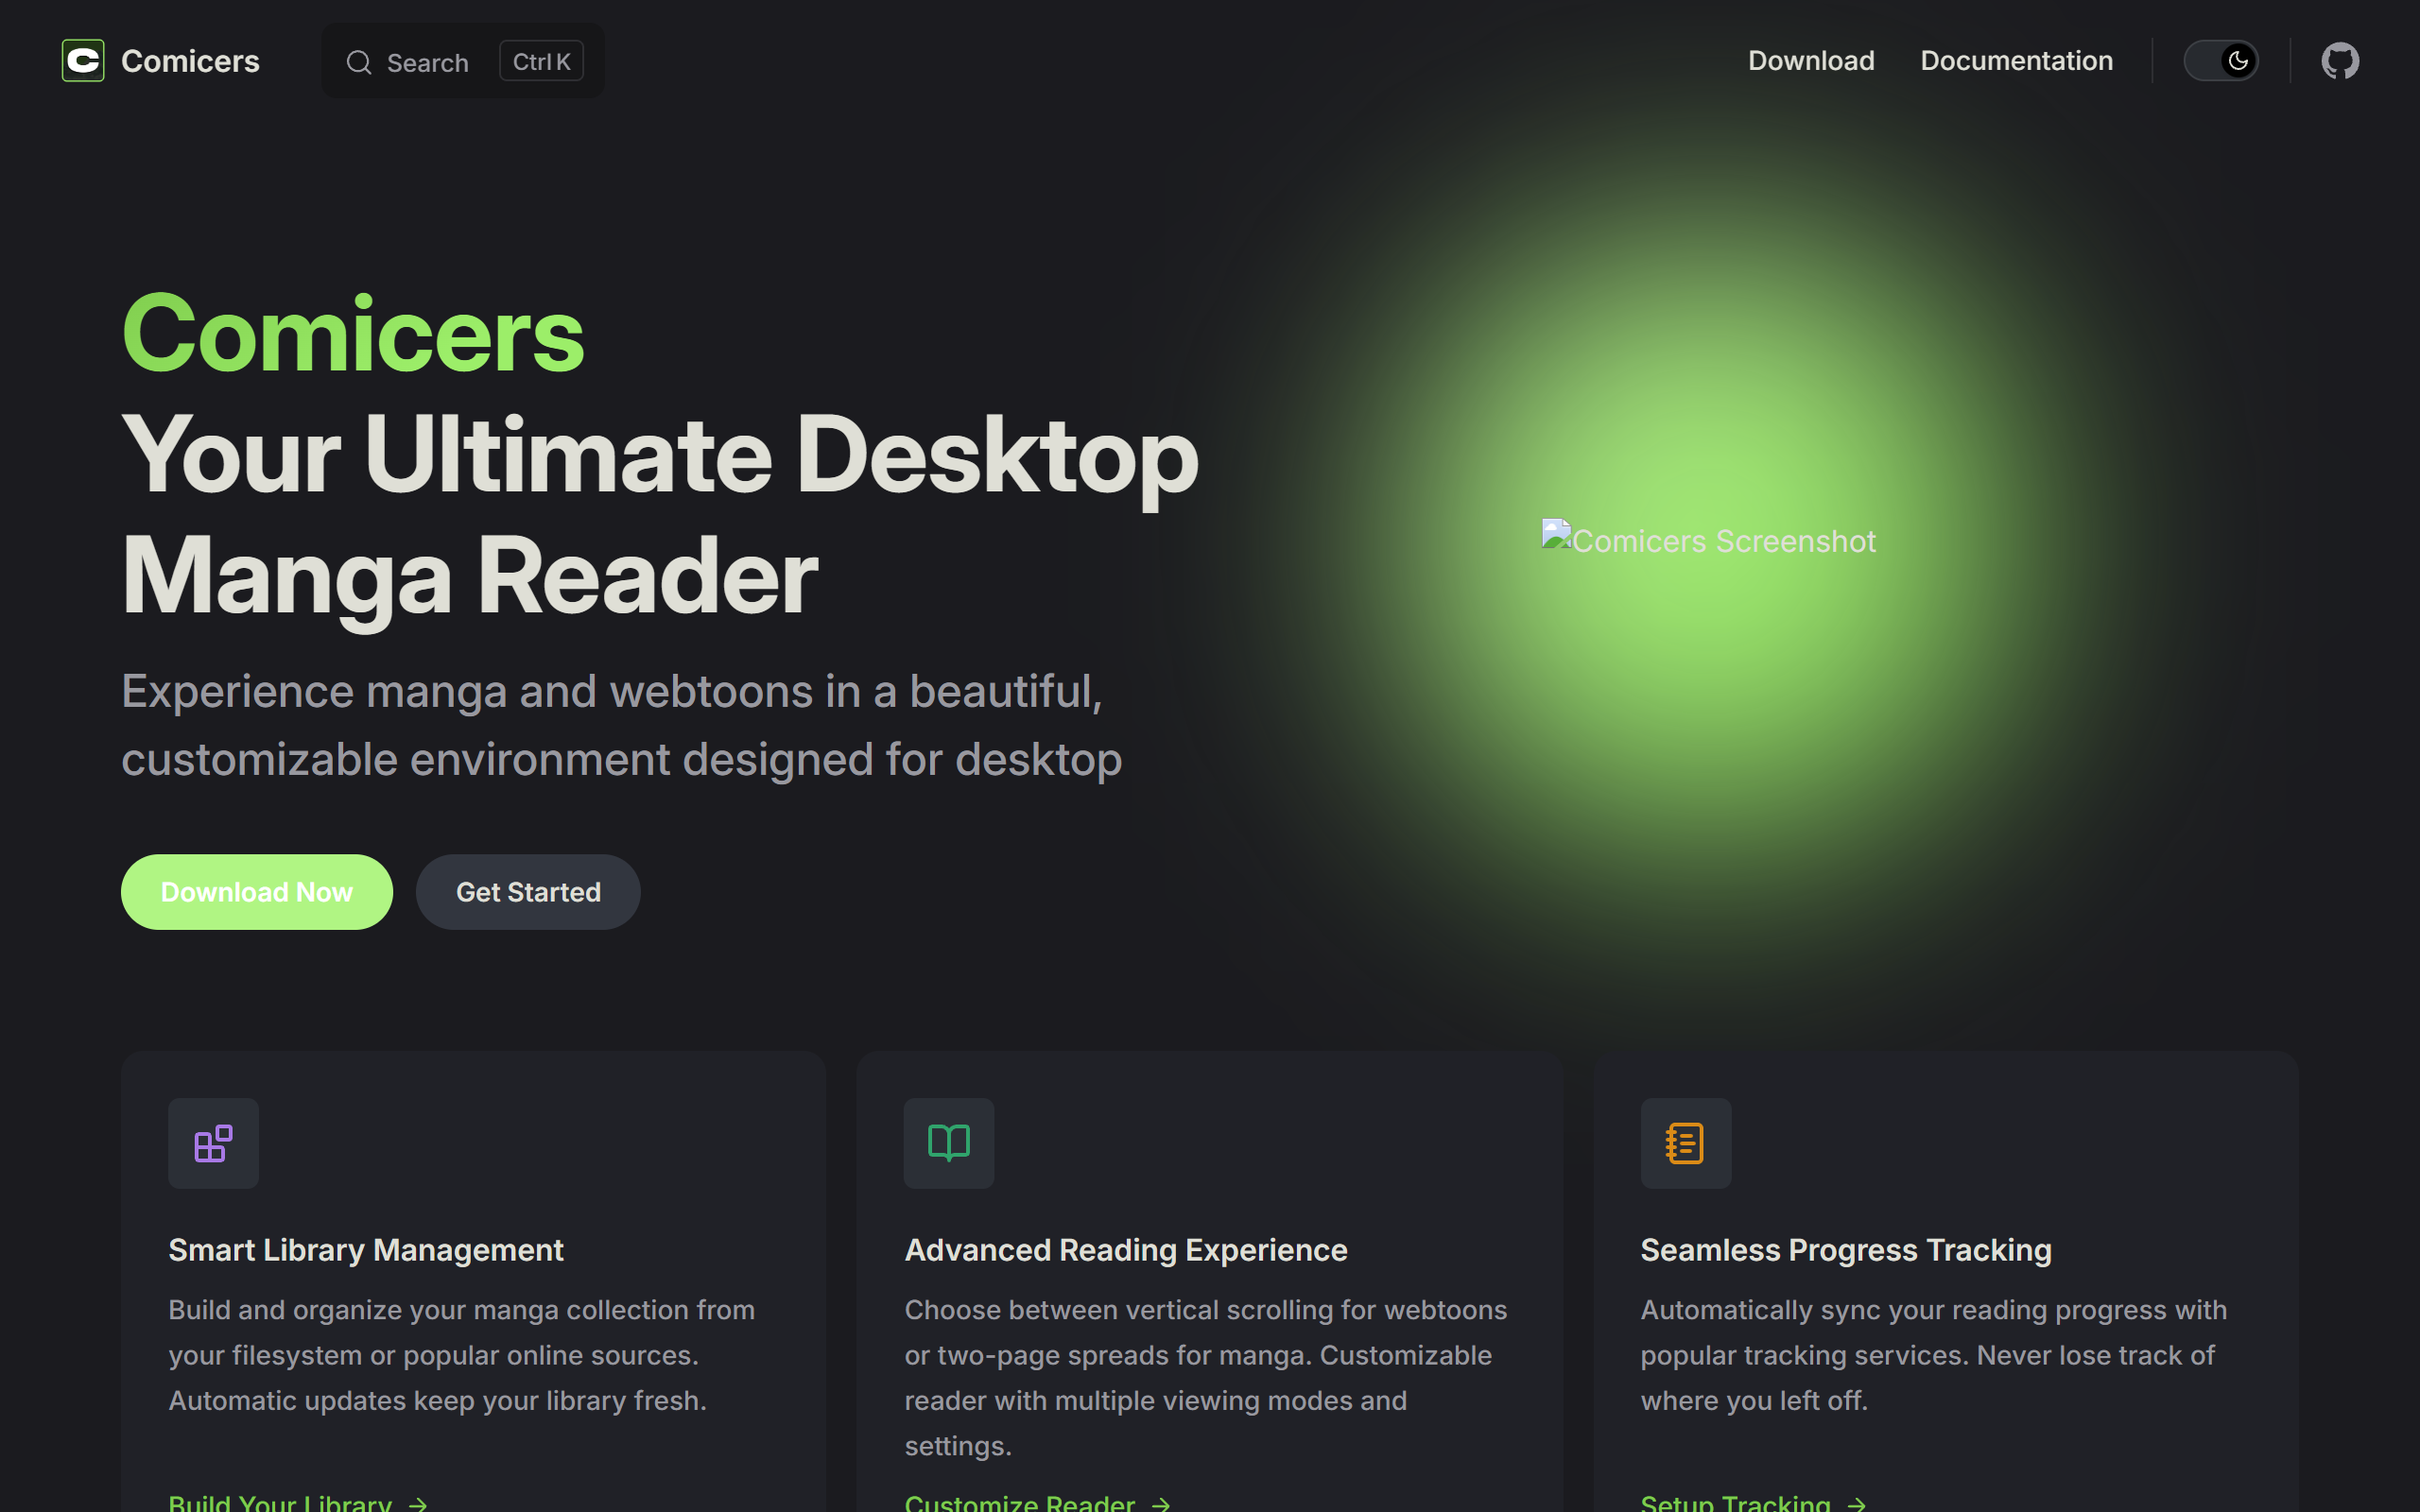 Comicers
Search
Ctrl K
Download
Documentation
Comicers
Your Ultimate Desktop
Manga Reader
Experience manga and webtoons in a beautiful,
customizable environment designed for desktop
Download Now
Get Started
Comicers Screenshot
Smart Library Management
Build and organize your manga collection from
your filesystem or popular online sources.
Automatic updates keep your library fresh.
Build Your Library →
Advanced Reading Experience
Choose between vertical scrolling for webtoons
or two-page spreads for manga. Customizable
reader with multiple viewing modes and
settings.
Customize Reader →
Seamless Progress Tracking
Automatically sync your reading progress with
popular tracking services. Never lose track of
where you left off.
Setup Tracking →